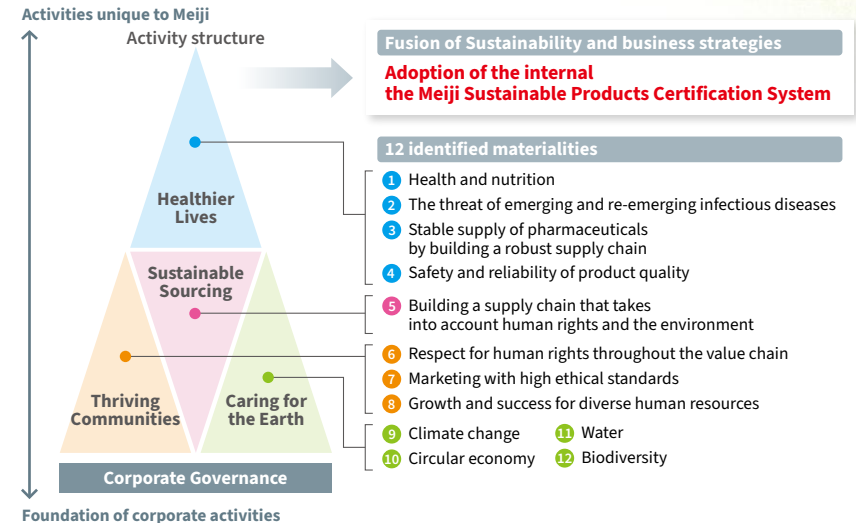 Activities unique to Meiji
Activity structure
Healthier
Lives
Sustainable
Sourcing
Thriving
Communities
Caring for
the Earth
Corporate Governance
Foundation of corporate activities
Fusion of Sustainability and business strategies
Adoption of the internal
the Meiji Sustainable Products Certification System
12 identified materialities
1 Health and nutrition
2 The threat of emerging and re-emerging infectious diseases
3 Stable supply of pharmaceuticals
by building a robust supply chain
4 Safety and reliability of product quality
5 Building a supply chain that takes
into account human rights and the environment
6 Respect for human rights throughout the value chain
7 Marketing with high ethical standards
8 Growth and success for diverse human resources
9 Climate change 11 Water
10 Circular economy 12 Biodiversity